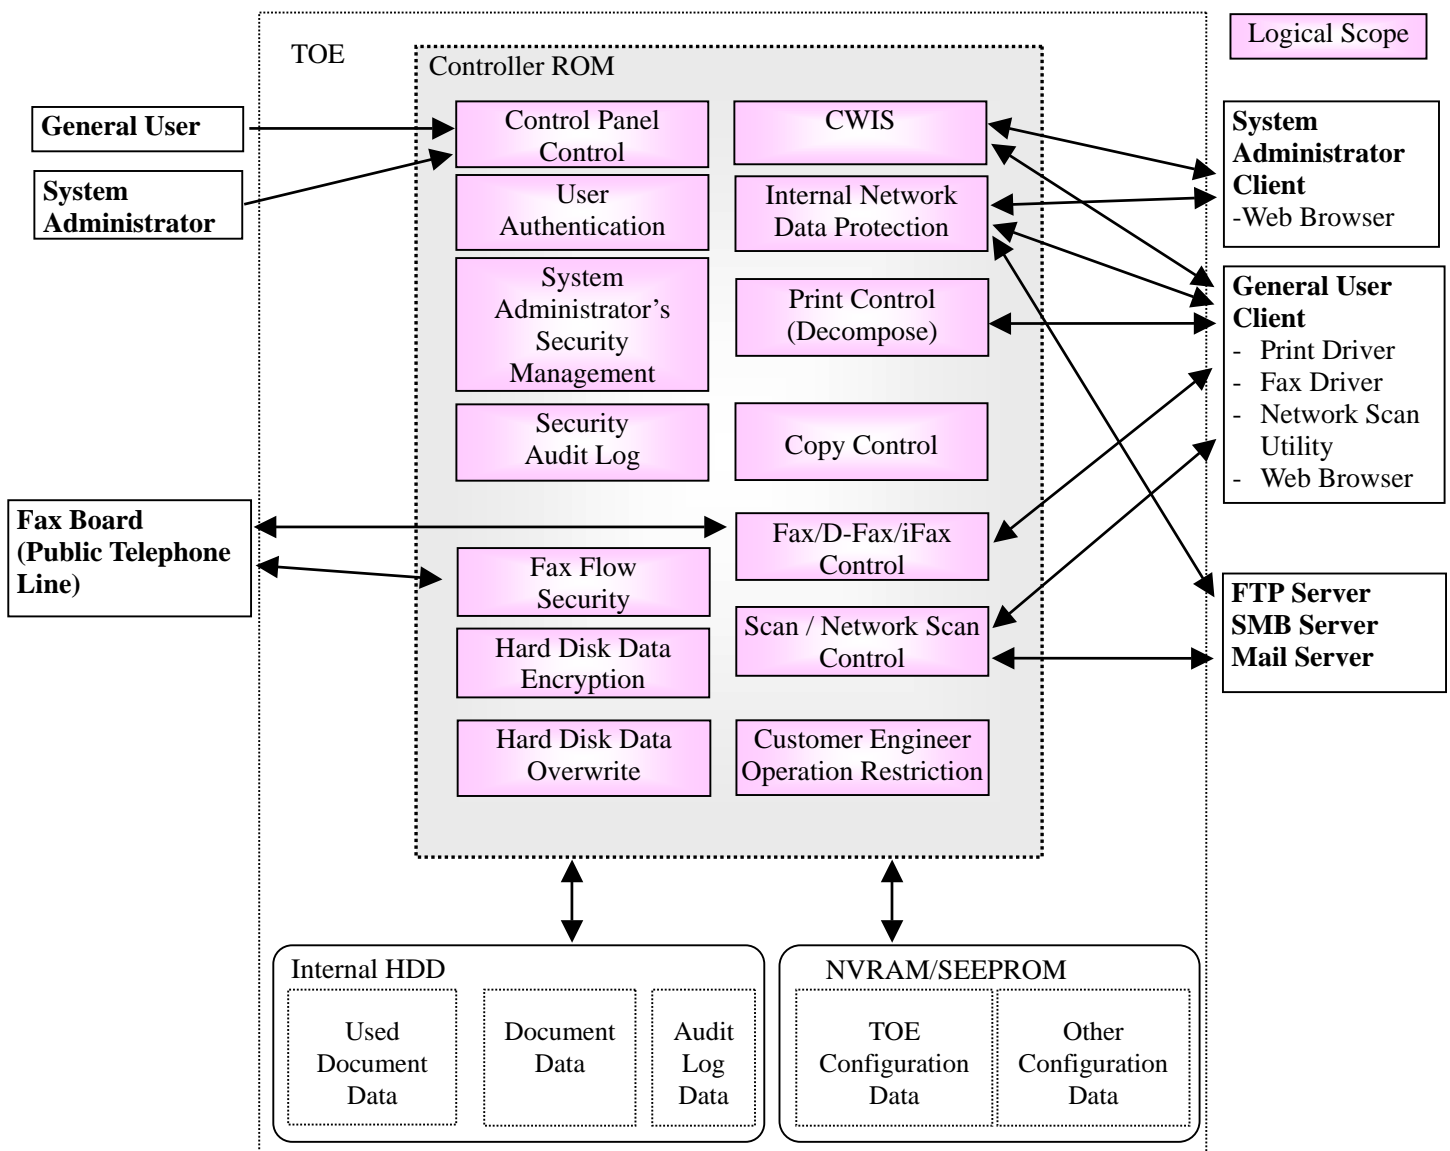 TOE
Logical Scope
Controller ROM
General User
System
Administrator
Control Panel
Control
CWIS
User
Authentication
Internal Network
Data Protection
System
Administrator’s
Security
Management
Print Control
(Decompose)
Security
Audit Log
Copy Control
Fax Board
(Public Telephone
Line)
Fax/D-Fax/iFax
Control
Fax Flow
Security
Scan / Network Scan
Control
Hard Disk Data
Encryption
Hard Disk Data
Overwrite
Customer Engineer
Operation Restriction
System
Administrator
Client
-Web Browser
General User
Client
- Print Driver
- Fax Driver
- Network Scan
Utility
- Web Browser
FTP Server
SMB Server
Mail Server
Internal HDD
Used
Document
Data
Document
Data
Audit
Log
Data
NVRAM/SEEPROM
TOE
Configuration
Data
Other
Configuration
Data